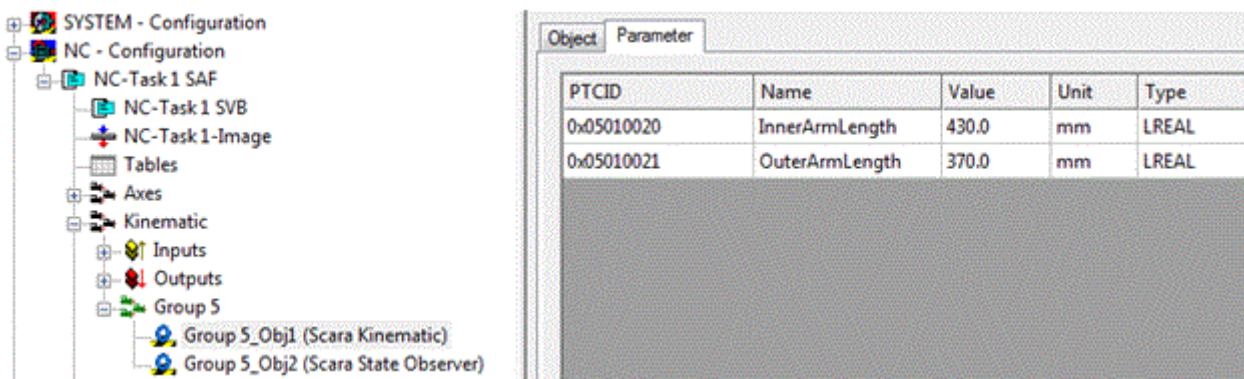 SYSTEM - Configuration
NC - Configuration
NC-Task 1 SAF
NC-Task 1 SVB
NC-Task 1-Image
Tables
Axes
Kinematic
Inputs
Outputs
Group 5
Group 5_Obj1 (Scara Kinematic)
Group 5_Obj2 (Scara State Observer)
Object Parameter
PTCID Name Value Unit Type
0x05010020 InnerArmLength 430.0 mm LREAL
0x05010021 OuterArmLength 370.0 mm LREAL